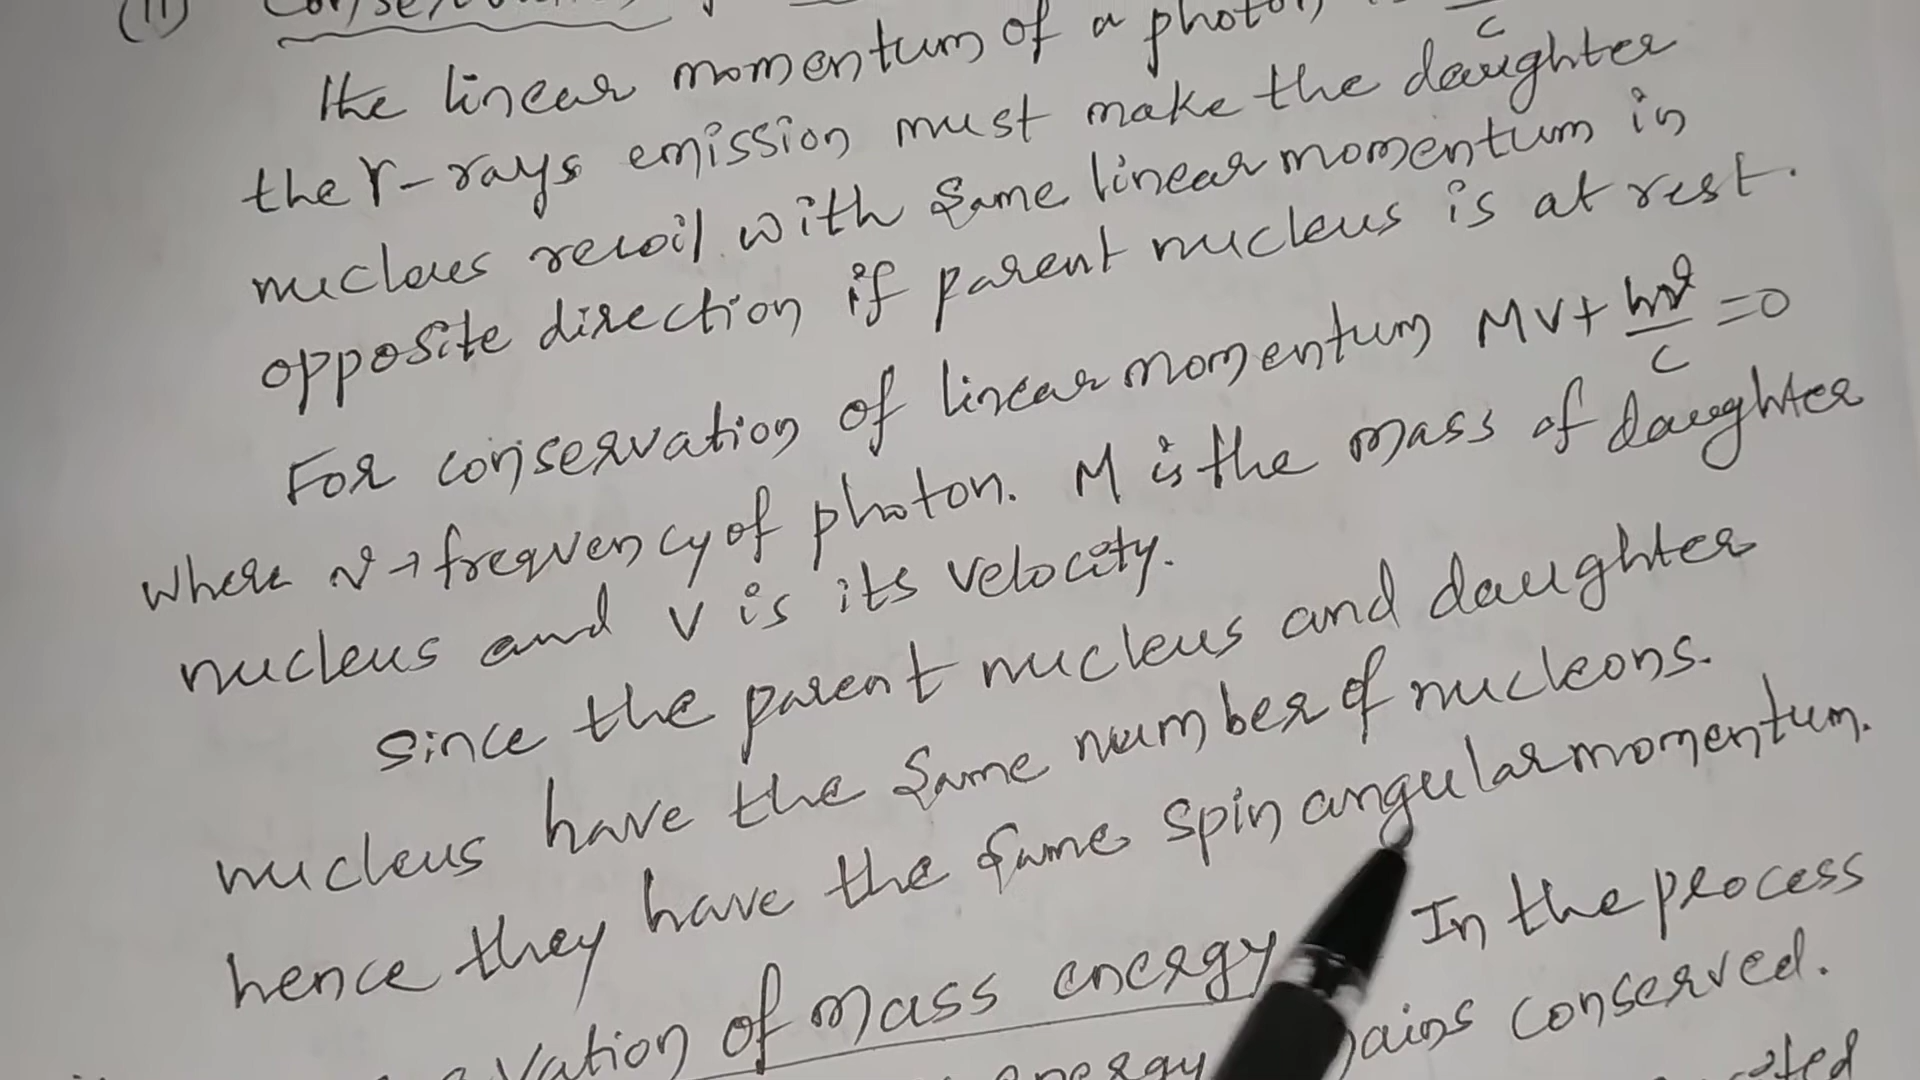 (ii)
The linear momentum of a photon
c
the γ-rays emission must make the daughter
nucleus recoil with same linear momentum in
opposite direction if parent nucleus is at rest.
For conservation of linear momentum MV + hν/c = 0
where ν → frequency of photon. M is the mass of daughter
nucleus and V is its velocity.
Since the parent nucleus and daughter
nucleus have the same number of nucleons.
hence they have the same spin angular momentum.
of mass energy In the process
energy conserved.